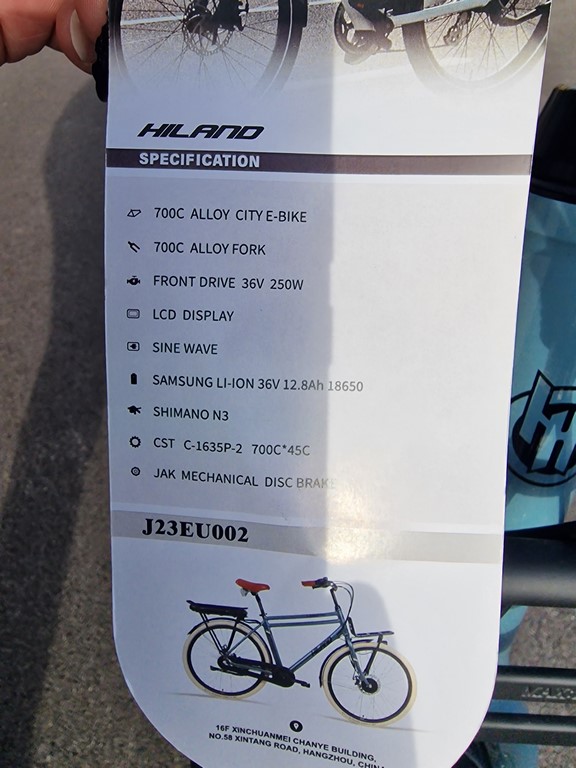 HILAND
SPECIFICATION
700C ALLOY CITY E-BIKE
700C ALLOY FORK
FRONT DRIVE 36V 250W
LCD DISPLAY
SINE WAVE
SAMSUNG LI-ION 36V 12.8Ah 18650
SHIMANO N3
CST C-1635P-2 700C*45C
JAK MECHANICAL DISC BRAKE
J23EU002
16F XINCHUANMEI CHANYE BUILDING,
NO.58 XINTANG ROAD, HANGZHOU, CHINA